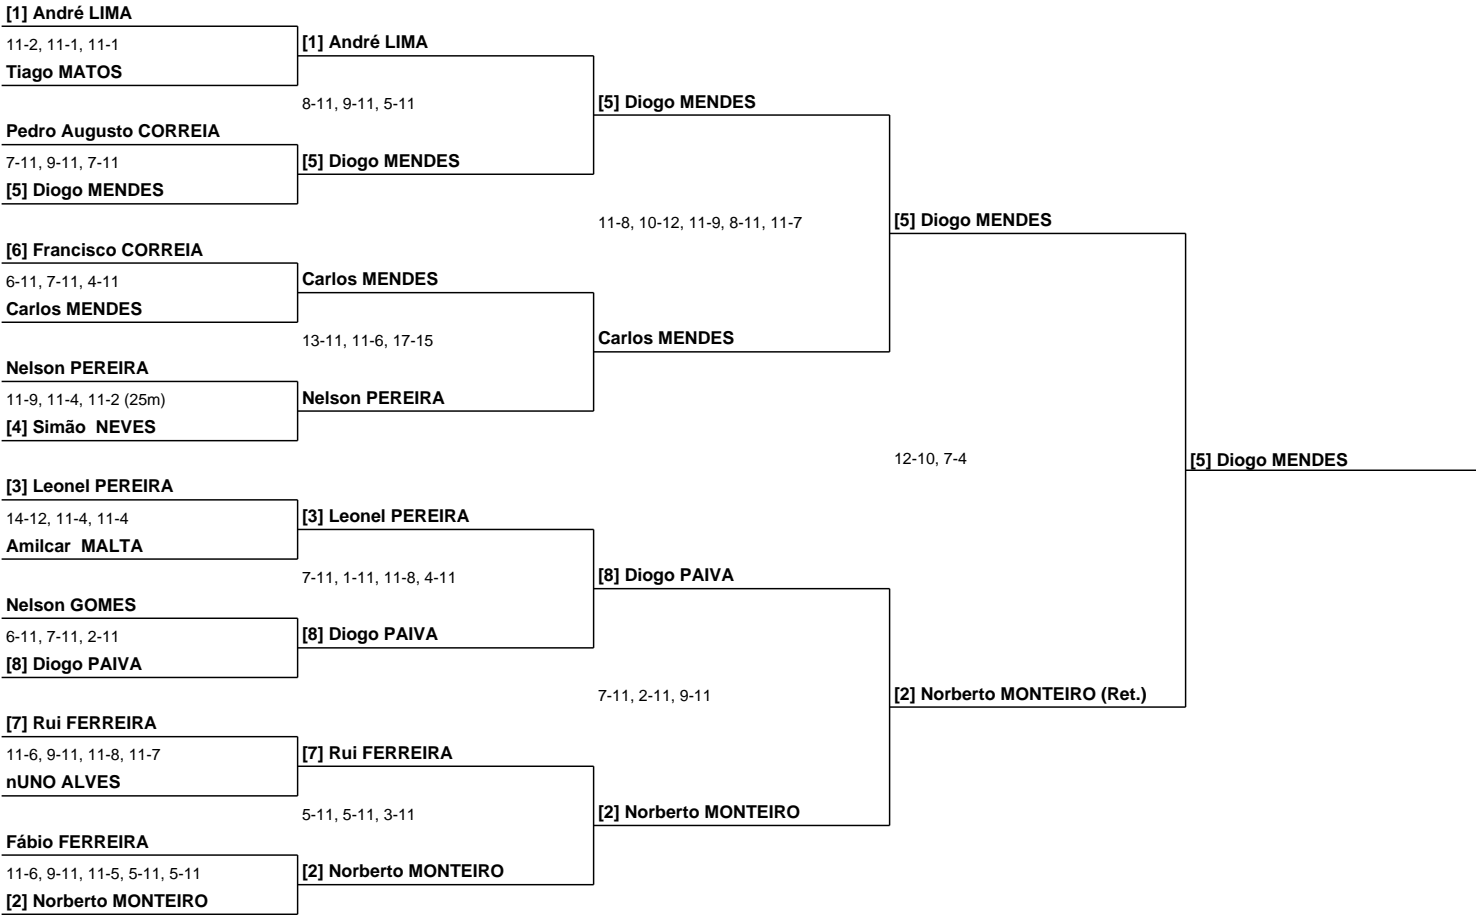 [1] André LIMA
11-2, 11-1, 11-1
Tiago MATOS
Pedro Augusto CORREIA
7-11, 9-11, 7-11
[5] Diogo MENDES
[6] Francisco CORREIA
6-11, 7-11, 4-11
Carlos MENDES
Nelson PEREIRA
11-9, 11-4, 11-2 (25m)
[4] Simão  NEVES
[3] Leonel PEREIRA
14-12, 11-4, 11-4
Amilcar  MALTA
Nelson GOMES
6-11, 7-11, 2-11
[8] Diogo PAIVA
[7] Rui FERREIRA
11-6, 9-11, 11-8, 11-7
nUNO ALVES
Fábio FERREIRA
11-6, 9-11, 11-5, 5-11, 5-11
[2] Norberto MONTEIRO
[1] André LIMA
8-11, 9-11, 5-11
[5] Diogo MENDES
Carlos MENDES
13-11, 11-6, 17-15
Nelson PEREIRA
[3] Leonel PEREIRA
7-11, 1-11, 11-8, 4-11
[8] Diogo PAIVA
[7] Rui FERREIRA
5-11, 5-11, 3-11
[2] Norberto MONTEIRO
[5] Diogo MENDES
11-8, 10-12, 11-9, 8-11, 11-7
Carlos MENDES
[8] Diogo PAIVA
7-11, 2-11, 9-11
[2] Norberto MONTEIRO
[5] Diogo MENDES
12-10, 7-4
[2] Norberto MONTEIRO (Ret.)
[5] Diogo MENDES